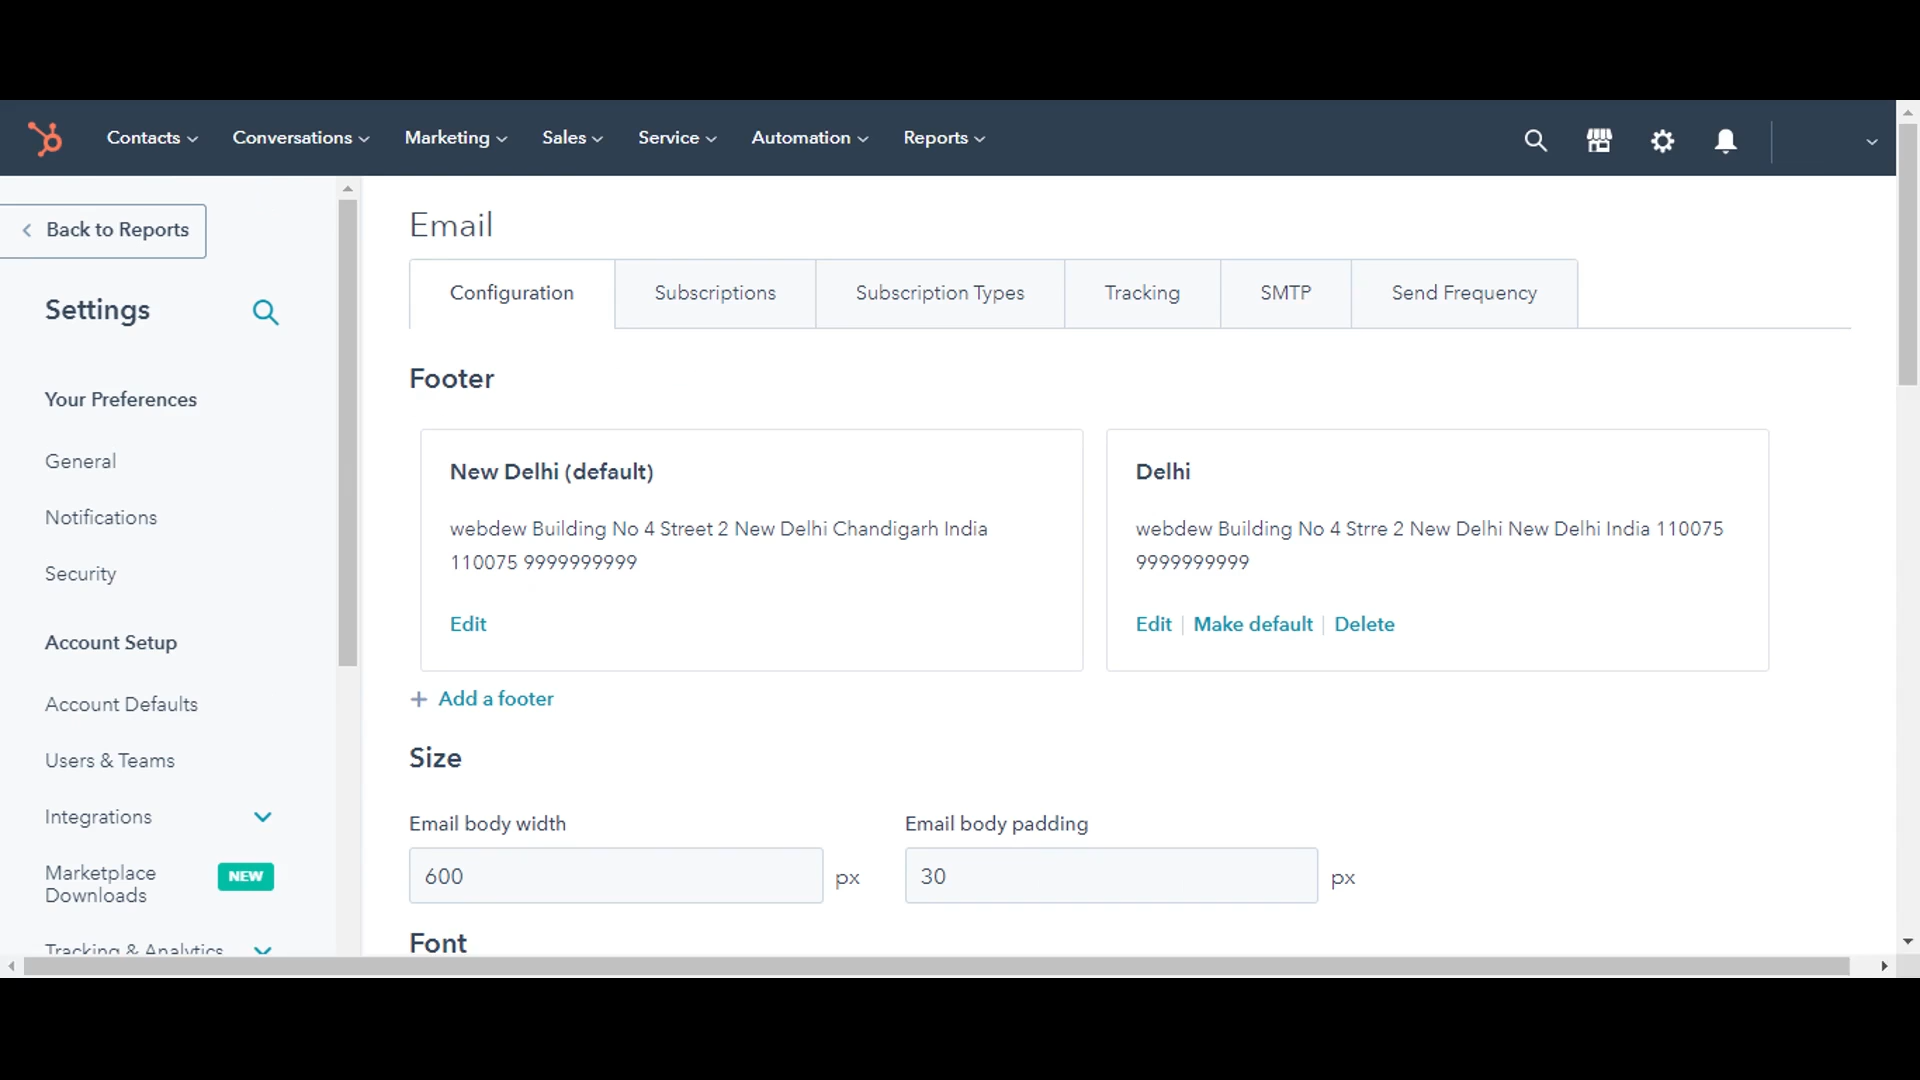 Contacts Conversations Marketing Sales Service Automation Reports
Back to Reports
Settings
Your Preferences
General
Notifications
Security
Account Setup
Account Defaults
Users & Teams
Integrations
Marketplace
Downloads
NEW
Tracking & Analytics
Email
Configuration Subscriptions Subscription Types Tracking SMTP Send Frequency
Footer
New Delhi (default)
webdew Building No 4 Street 2 New Delhi Chandigarh India
110075 9999999999
Edit
Delhi
webdew Building No 4 Strre 2 New Delhi New Delhi India 110075
9999999999
Edit | Make default | Delete
+ Add a footer
Size
Email body width
600 px
Email body padding
30 px
Font